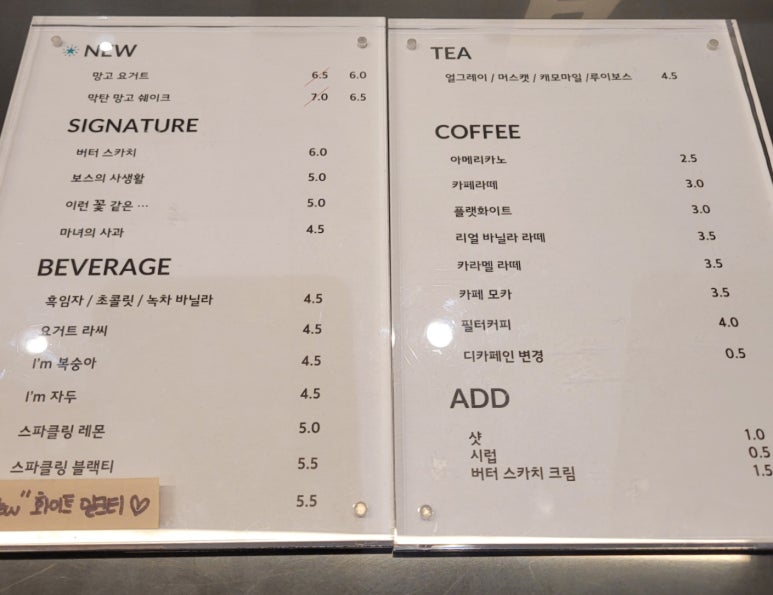 NEW
망고 요거트 6.5 6.0
막탄 망고 쉐이크 7.0 6.5
SIGNATURE
버터 스카치 6.0
보스의 사생활 5.0
이런 꽃 같은 ... 5.0
마녀의 사과 4.5
BEVERAGE
흑임자 / 초콜릿 / 녹차 바닐라 4.5
요거트 라씨 4.5
I'm 복숭아 4.5
I'm 자두 4.5
스파클링 레몬 5.0
스파클링 블랙티 5.5
화이트 밀크티 ♡ 5.5
TEA
얼그레이 / 머스캣 / 캐모마일 /루이보스 4.5
COFFEE
아메리카노 2.5
카페라떼 3.0
플랫화이트 3.0
리얼 바닐라 라떼 3.5
카라멜 라떼 3.5
카페 모카 3.5
필터커피 4.0
디카페인 변경 0.5
ADD
샷 1.0
시럽 0.5
버터 스카치 크림 1.5